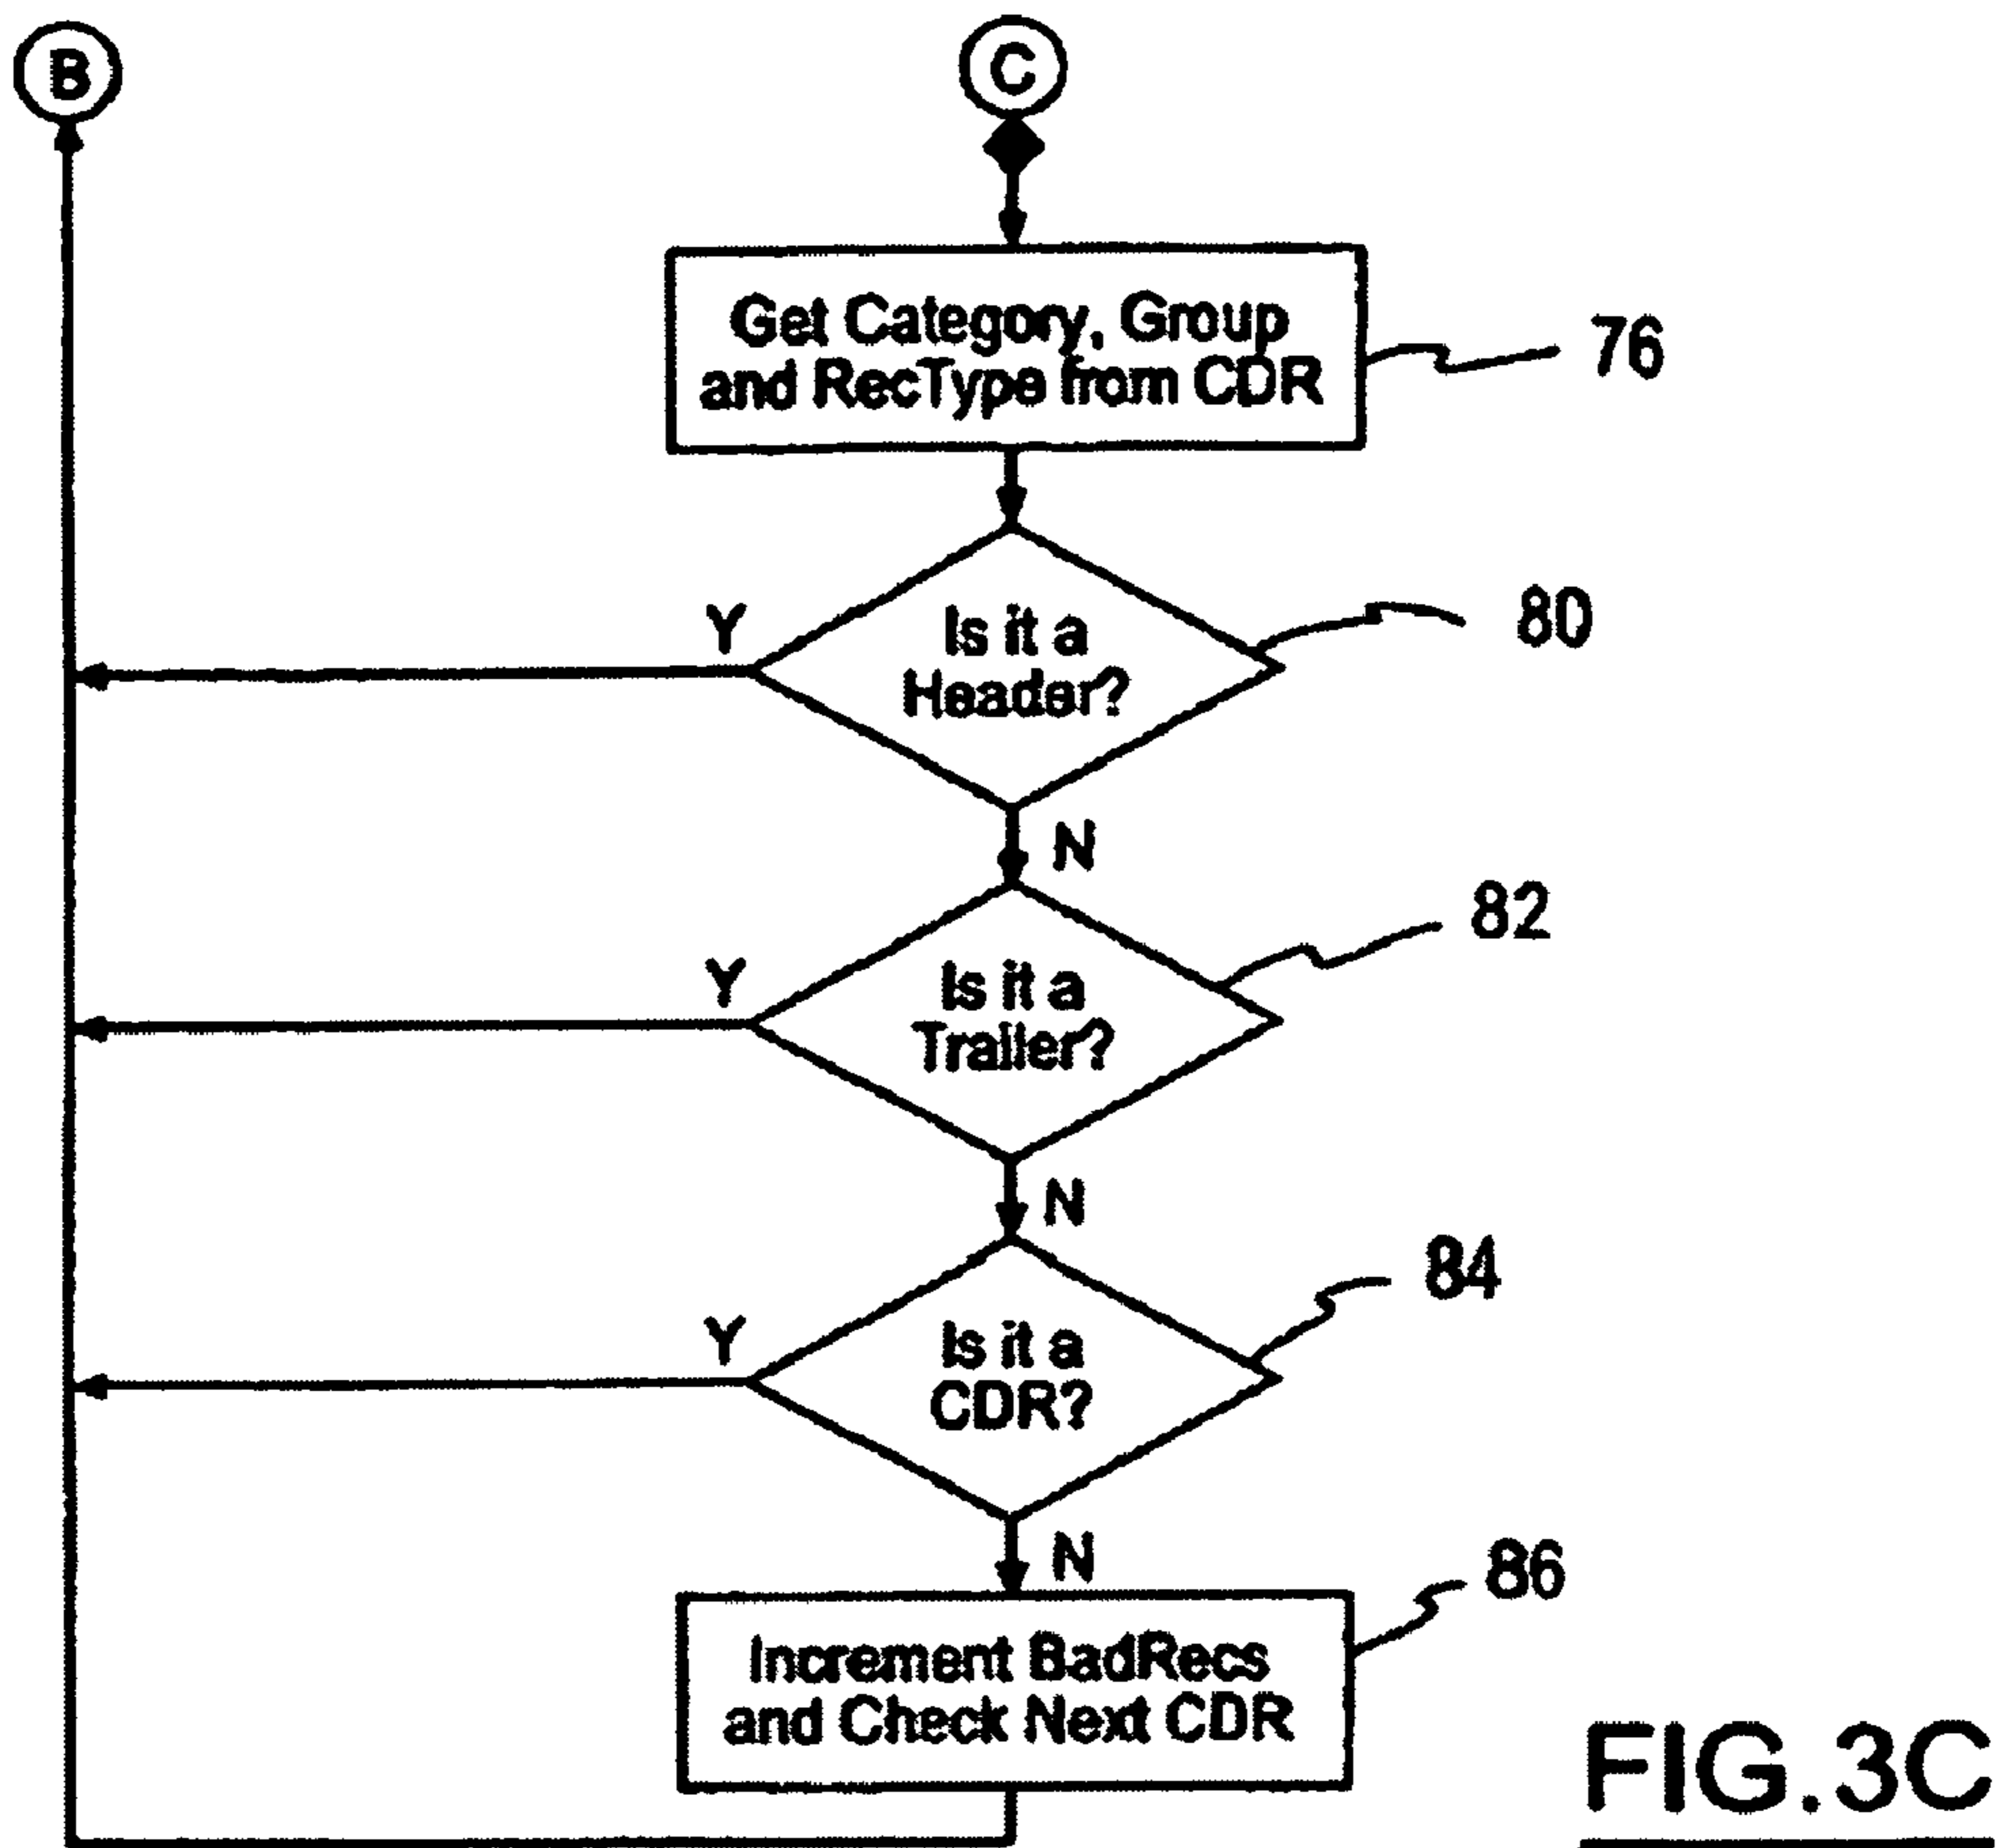 B
C
Get Category, Group
and RecType from CDR
76
Y
Is it a
Header?
80
N
Y
Is it a
Trailer?
82
N
Y
Is it a
CDR?
84
N
Increment BadRecs
and Check Next CDR
86
FIG.3C